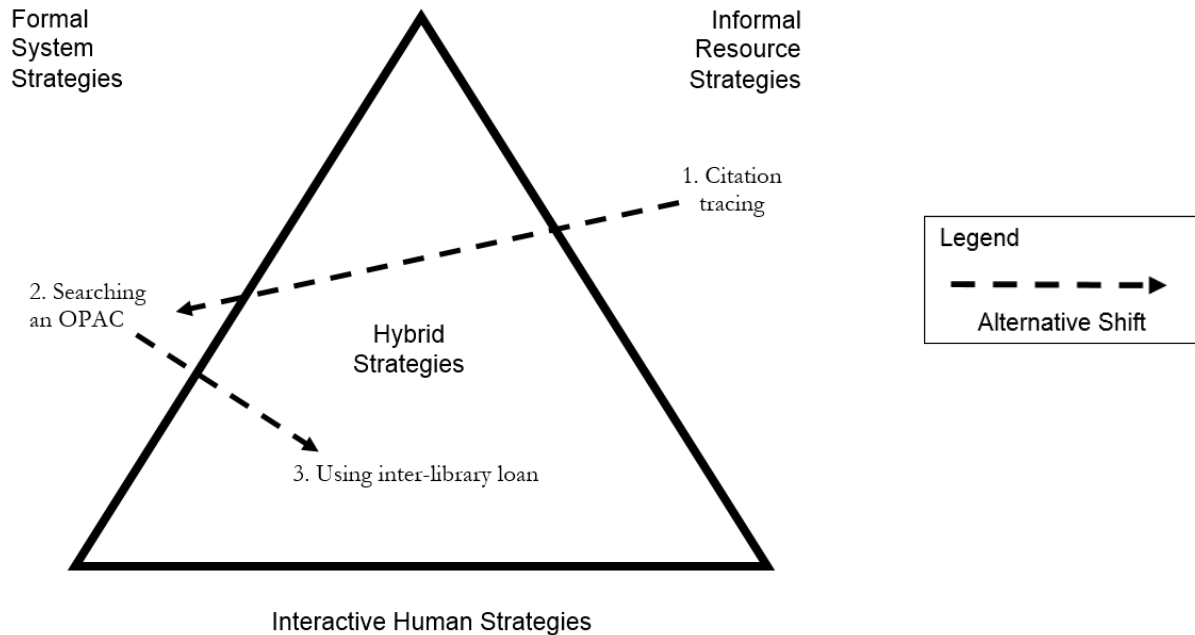 Formal
System
Strategies
Informal
Resource
Strategies
1. Citation
tracing
2. Searching
an OPAC
Hybrid
Strategies
3. Using inter-library loan
Interactive Human Strategies
Legend
Alternative Shift